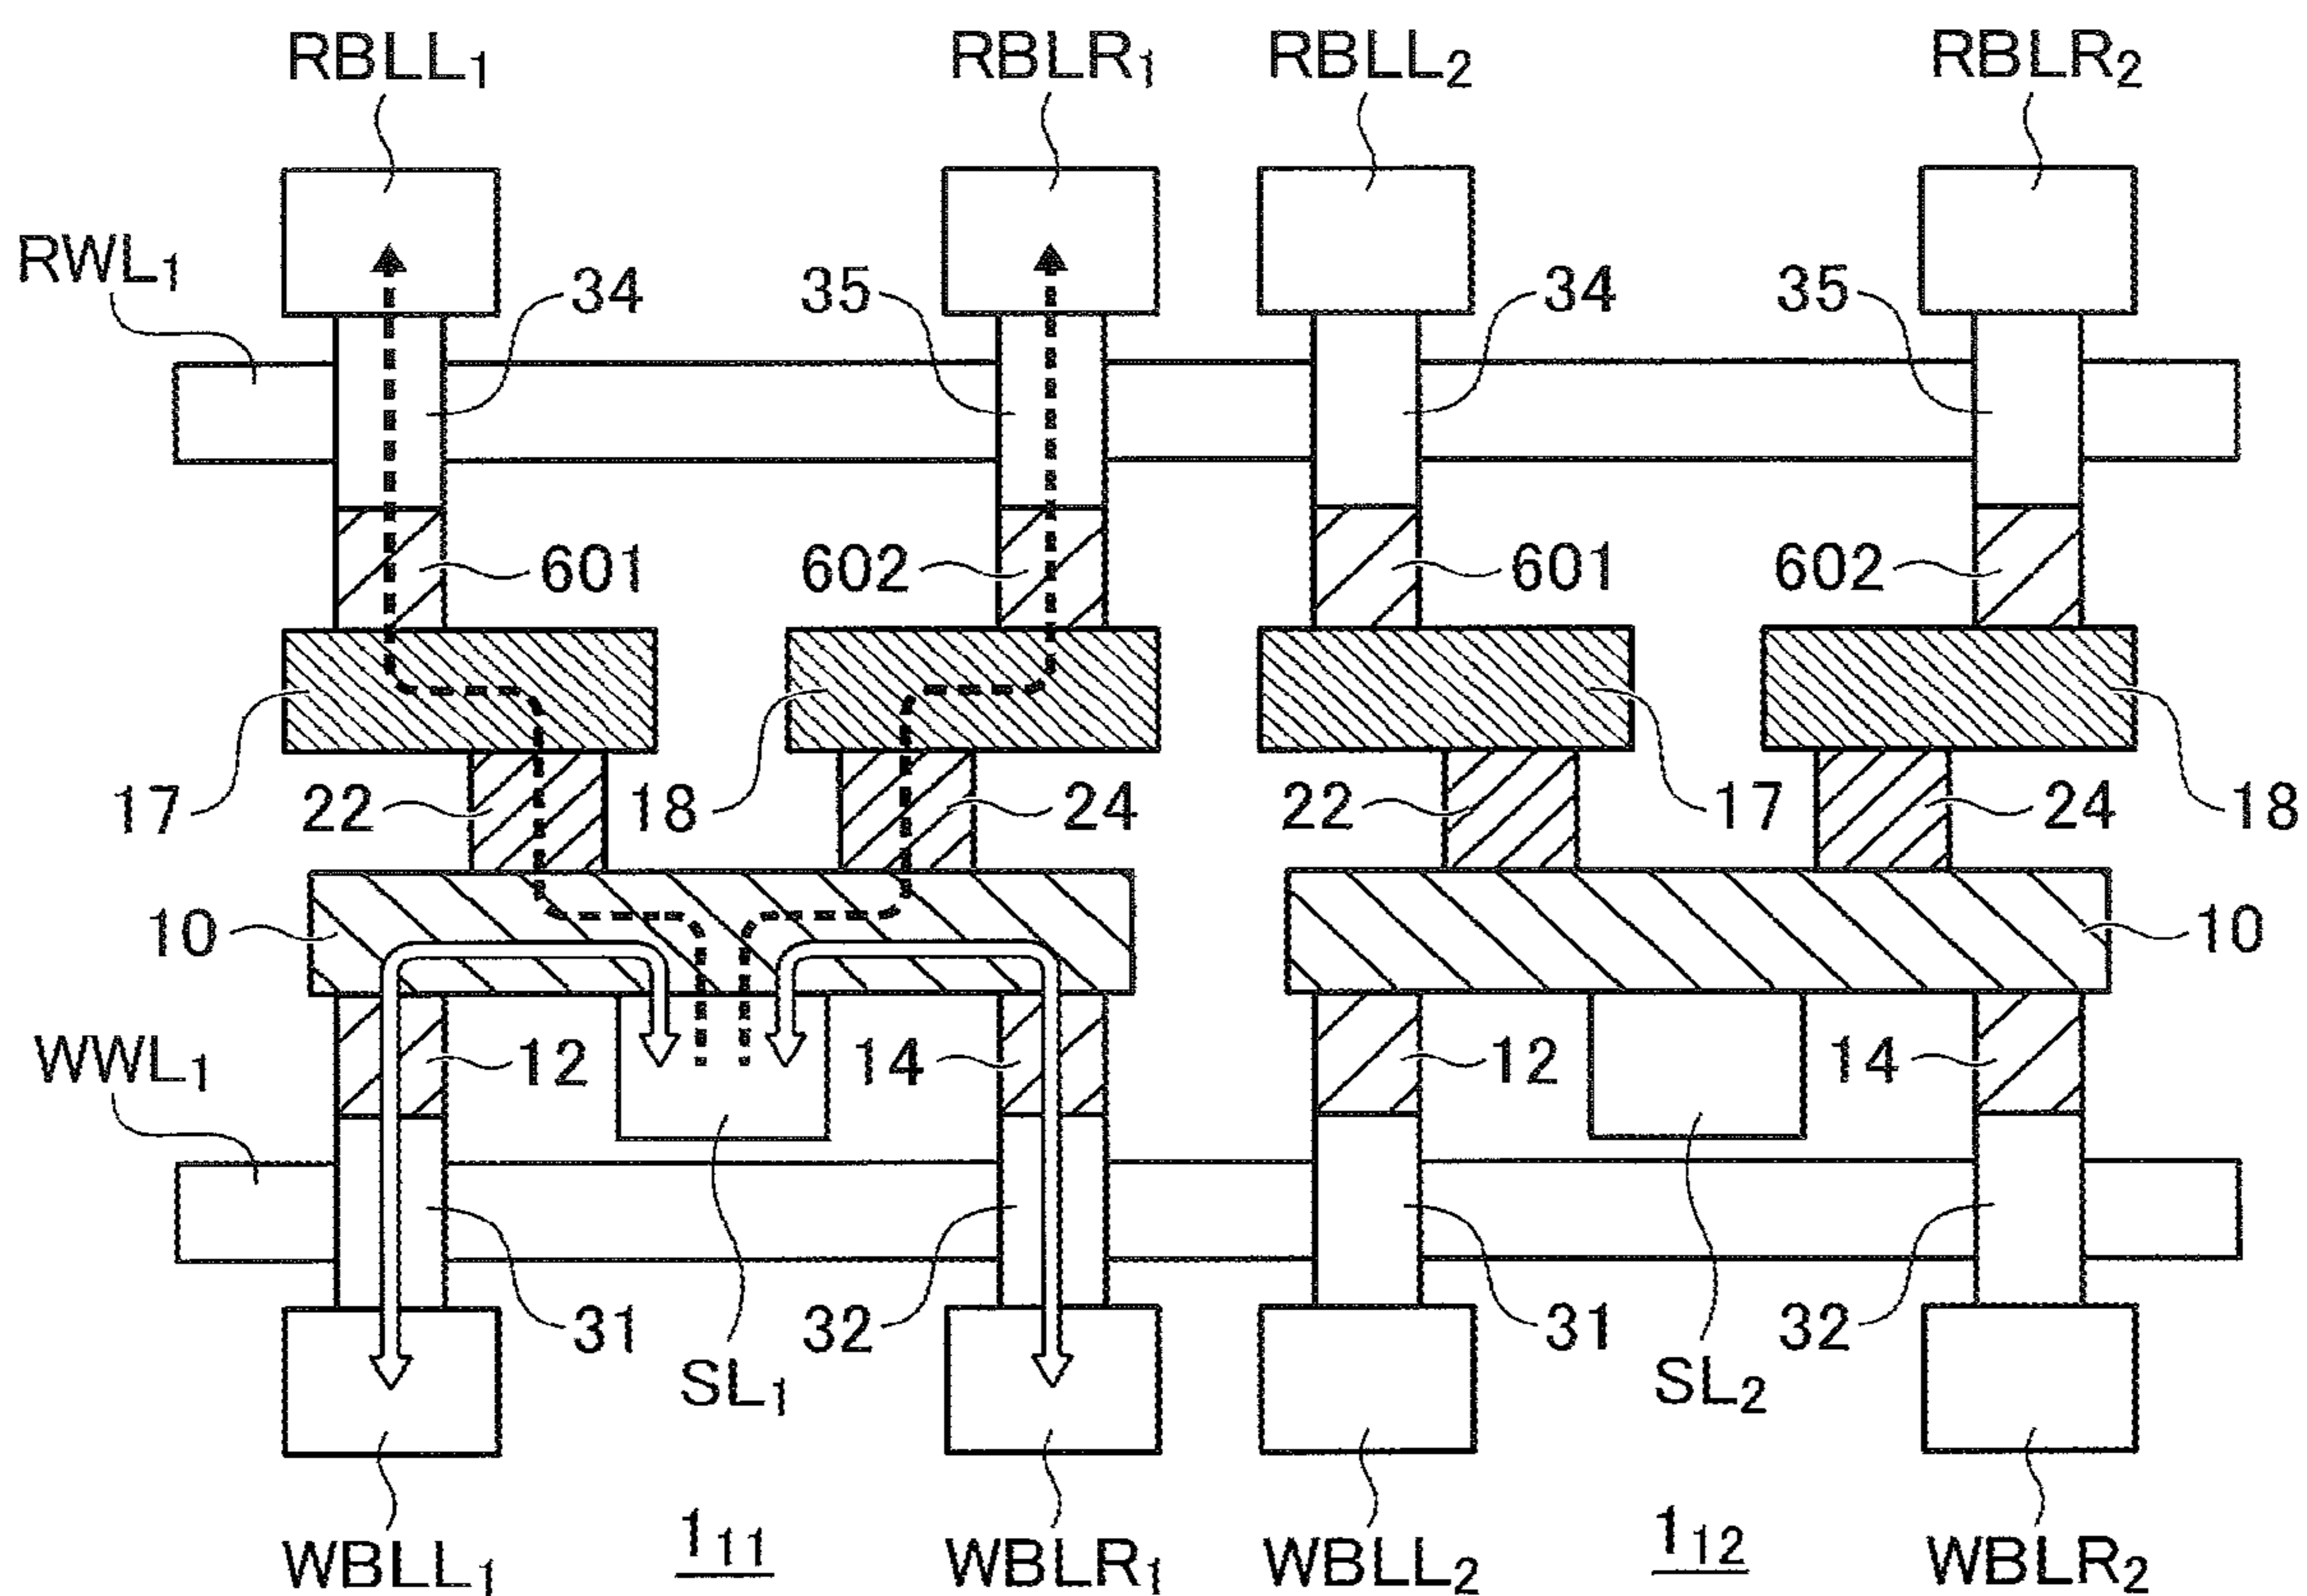 RBLL₁ RBLR₁ RBLL₂ RBLR₂
RWL₁ 34 35 34 35
601 602 601 602
17 22 18 24 22 17 24 18
10 10
WWL₁ 12 14 12 14
31 SL₁ 32 31 SL₂ 32
WBLL₁ 1₁₁ WBLR₁ WBLL₂ 1₁₂ WBLR₂